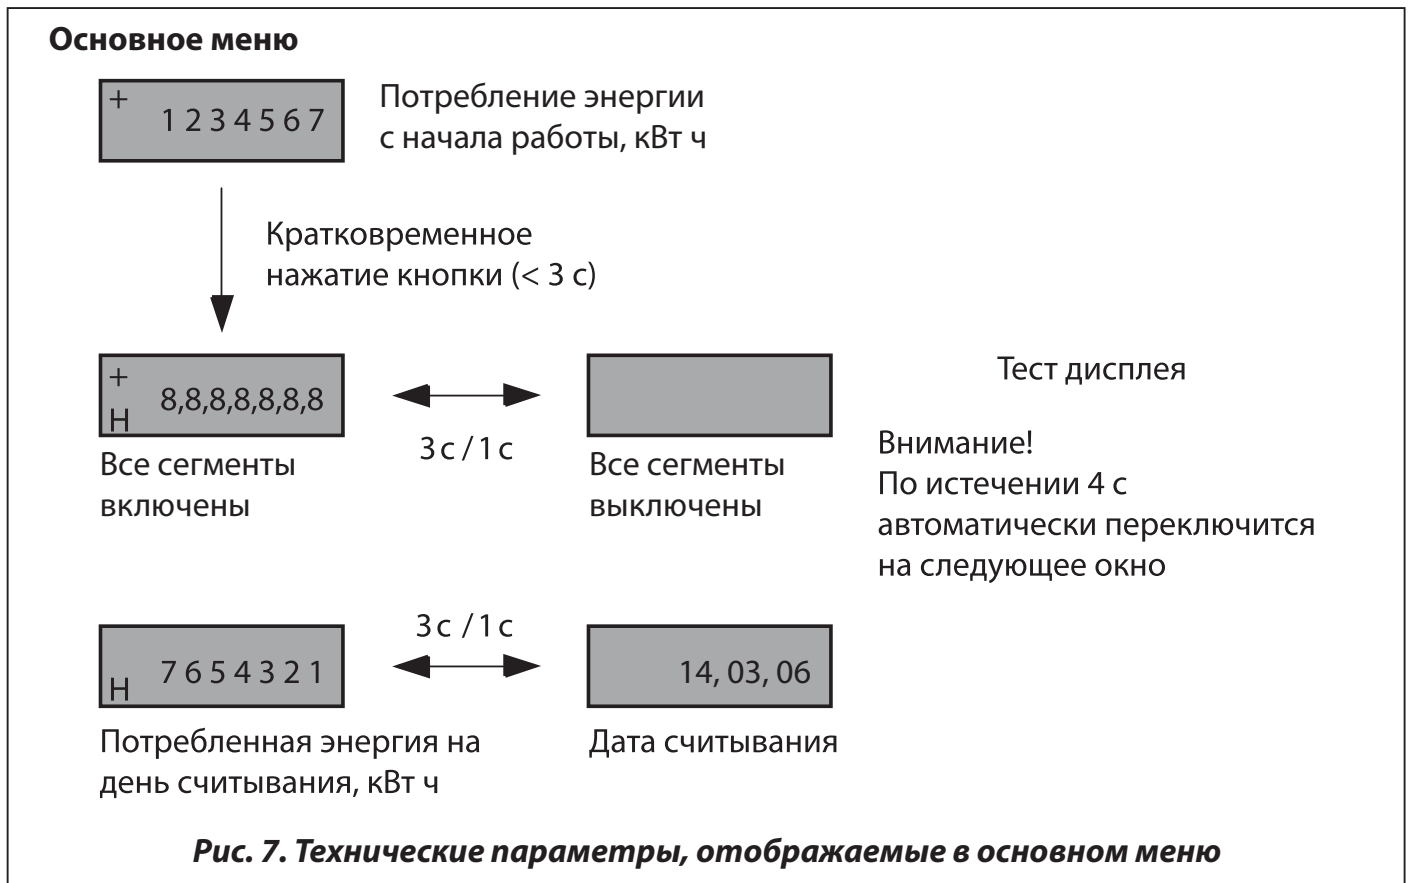 Основное меню
+
1 2 3 4 5 6 7
Потребление энергии
с начала работы, кВт ч
Кратковременное
нажатие кнопки (< 3 с)
+
8,8,8,8,8,8,8
H
3 с / 1 с
Все сегменты
включены
Все сегменты
выключены
Тест дисплея
Внимание!
По истечении 4 с
автоматически переключится
на следующее окно
3 с / 1 с
7 6 5 4 3 2 1
H
14, 03, 06
Потребленная энергия на
день считывания, кВт ч
Дата считывания
Рис. 7. Технические параметры, отображаемые в основном меню